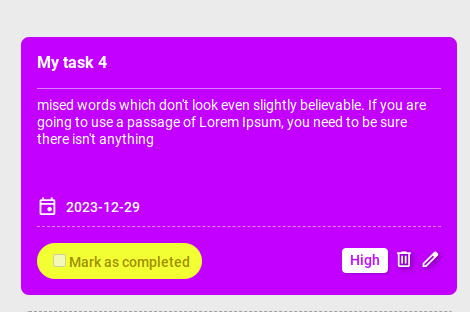 My task 4
mised words which don't look even slightly believable. If you are
going to use a passage of Lorem Ipsum, you need to be sure
there isn't anything
2023-12-29
Mark as completed
High